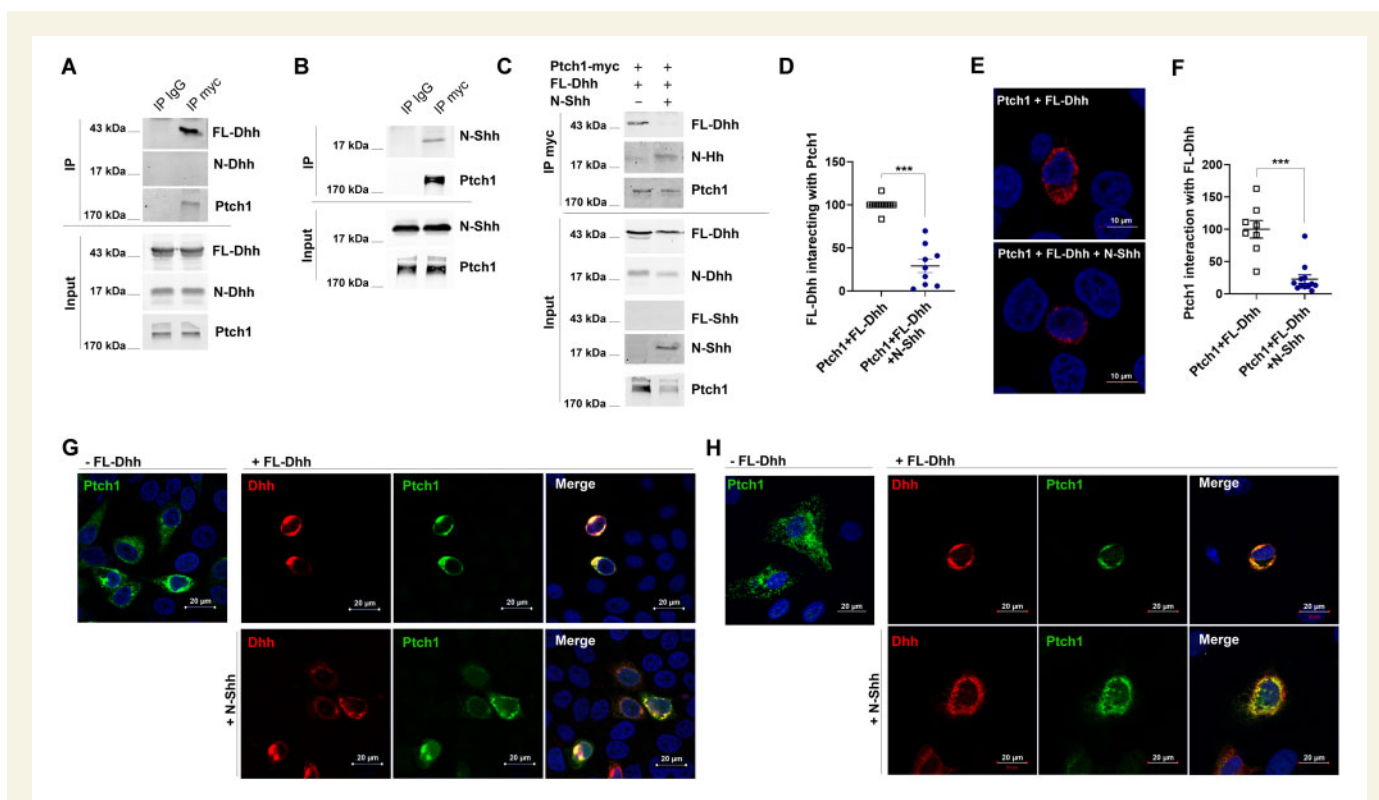 A
IP IgG
IP myc
IP
43 kDa
FL-Dhh
17 kDa
N-Dhh
170 kDa
Ptch1
Input
43 kDa
FL-Dhh
17 kDa
N-Dhh
170 kDa
Ptch1
B
IP IgG
IP myc
IP
17 kDa
N-Shh
170 kDa
Ptch1
Input
17 kDa
N-Shh
170 kDa
Ptch1
C
Ptch1-myc + +
FL-Dhh + +
N-Shh – +
IP myc
43 kDa
FL-Dhh
17 kDa
N-Hh
170 kDa
Ptch1
Input
43 kDa
FL-Dhh
17 kDa
N-Dhh
43 kDa
FL-Shh
17 kDa
N-Shh
170 kDa
Ptch1
D
FL-Dhh intarecting with Ptch1
150
100
50
0
***
Ptch1+FL-Dhh
Ptch1+FL-Dhh
+N-Shh
E
Ptch1 + FL-Dhh
10 µm
Ptch1 + FL-Dhh + N-Shh
10 µm
F
Ptch1 interaction with FL-Dhh
200
150
100
50
0
***
Ptch1+FL-Dhh
Ptch1+FL-Dhh
+N-Shh
G
- FL-Dhh
+ FL-Dhh
Ptch1
20 µm
Dhh
20 µm
Ptch1
20 µm
Merge
20 µm
+ N-Shh
Dhh
20 µm
Ptch1
20 µm
Merge
20 µm
H
- FL-Dhh
+ FL-Dhh
Ptch1
20 µm
Dhh
20 µm
Ptch1
20 µm
Merge
20 µm
+ N-Shh
Dhh
20 µm
Ptch1
20 µm
Merge
20 µm